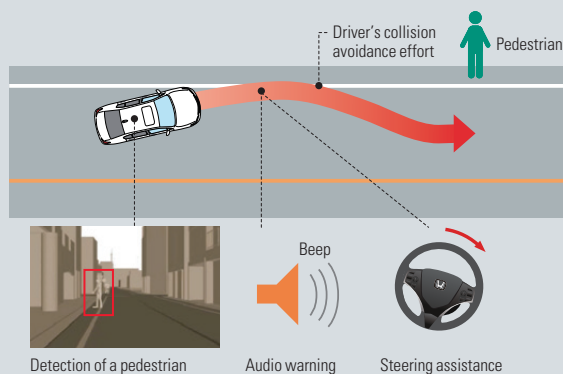 Driver's collision
avoidance effort
Pedestrian
Beep
Detection of a pedestrian
Audio warning
Steering assistance